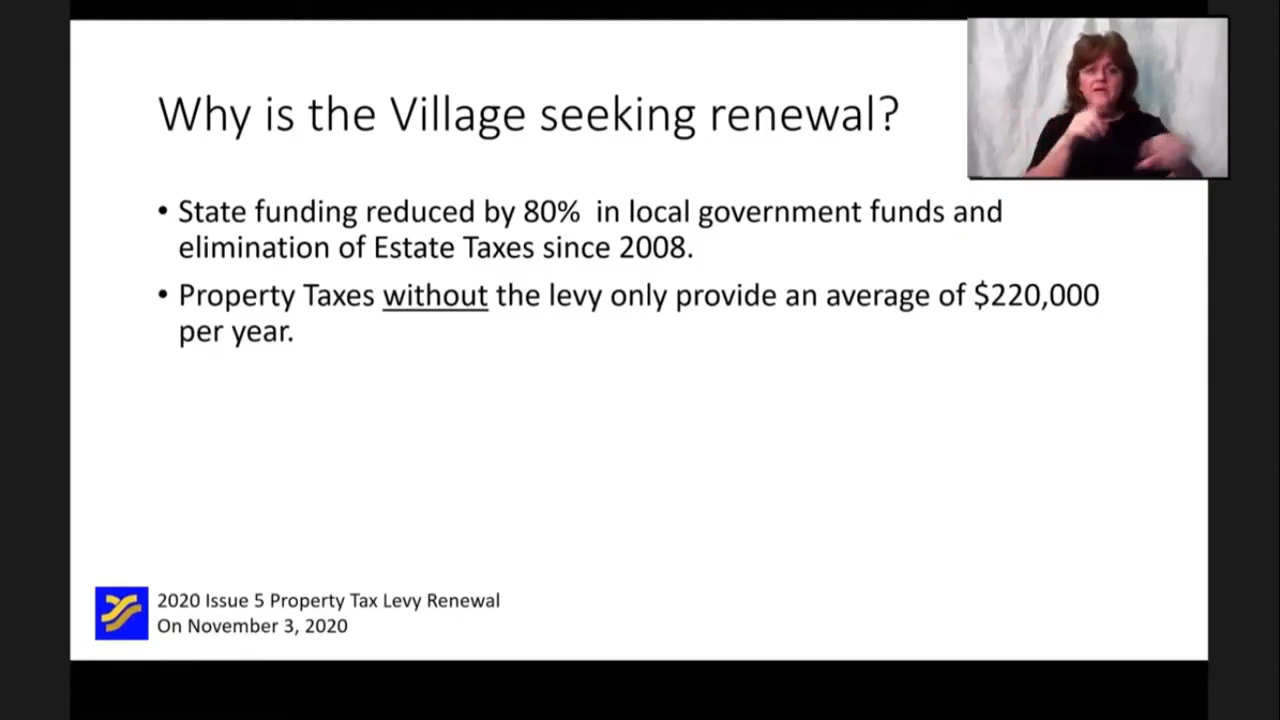 Why is the Village seeking renewal?
• State funding reduced by 80%  in local government funds and
elimination of Estate Taxes since 2008.
• Property Taxes without the levy only provide an average of $220,000
per year.
2020 Issue 5 Property Tax Levy Renewal
On November 3, 2020